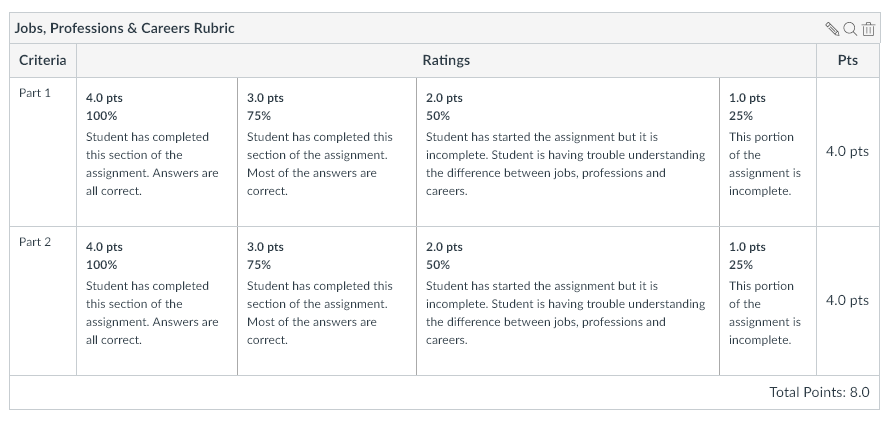 Jobs, Professions & Careers Rubric
Criteria
Ratings
Pts
Part 1
4.0 pts
100%
Student has completed
this section of the
assignment. Answers are
all correct.
3.0 pts
75%
Student has completed this
section of the assignment.
Most of the answers are
correct.
2.0 pts
50%
Student has started the assignment but it is
incomplete. Student is having trouble understanding
the difference between jobs, professions and
careers.
1.0 pts
25%
This portion
of the
assignment is
incomplete.
4.0 pts
Part 2
4.0 pts
100%
Student has completed
this section of the
assignment. Answers are
all correct.
3.0 pts
75%
Student has completed this
section of the assignment.
Most of the answers are
correct.
2.0 pts
50%
Student has started the assignment but it is
incomplete. Student is having trouble understanding
the difference between jobs, professions and
careers.
1.0 pts
25%
This portion
of the
assignment is
incomplete.
4.0 pts
Total Points: 8.0